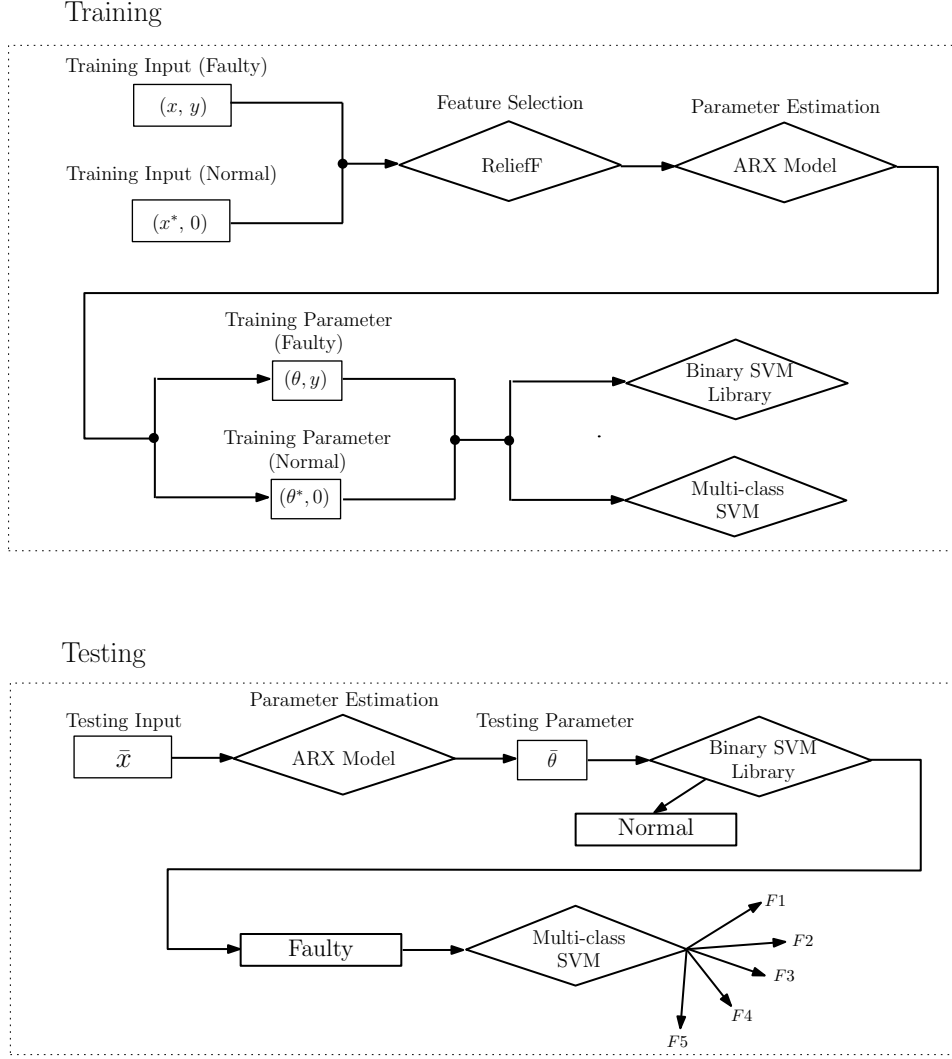 Training
Training Input (Faulty)
(x, y)
Feature Selection
Parameter Estimation
ReliefF
ARX Model
Training Input (Normal)
(x*, 0)
Training Parameter
(Faulty)
(θ, y)
Binary SVM
Library
Training Parameter
(Normal)
(θ*, 0)
Multi-class
SVM
Testing
Parameter Estimation
Testing Input
Testing Parameter
x̄
ARX Model
θ̄
Binary SVM
Library
Normal
Faulty
Multi-class
SVM
F1
F2
F3
F4
F5